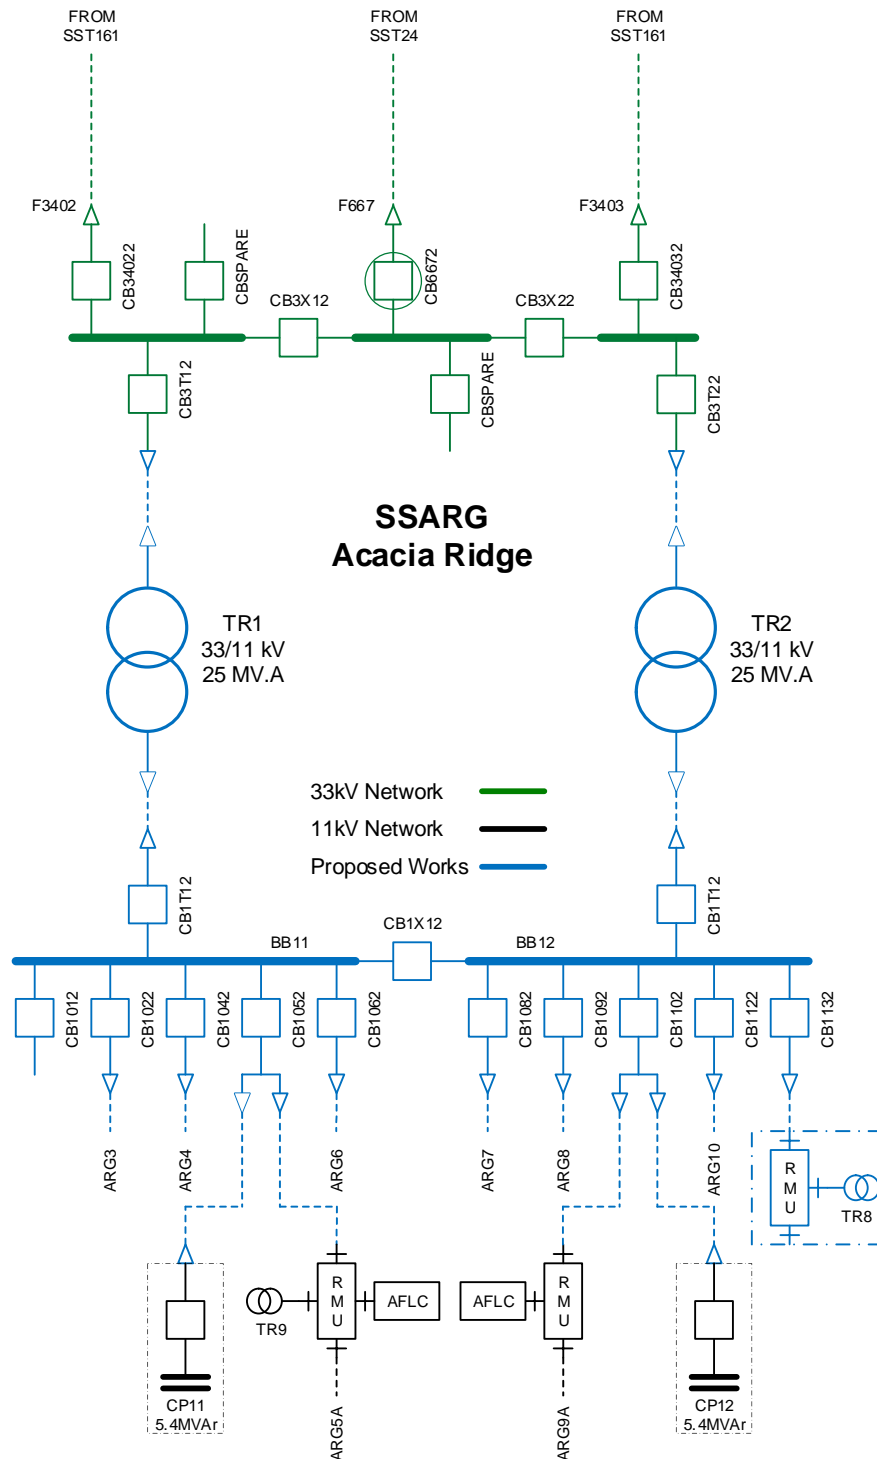 FROM
SST161
FROM
SST24
FROM
SST161
F3402
F667
F3403
CB34022
CBSPARE
CB6672
CB34032
CB3X12
CB3X22
CB3T12
CBSPARE
CB3T22
SSARG
Acacia Ridge
TR1
33/11 kV
25 MV.A
TR2
33/11 kV
25 MV.A
33kV Network
11kV Network
Proposed Works
CB1T12
CB1T12
CB1X12
BB11
BB12
CB1012
CB1022
CB1042
CB1052
CB1062
CB1082
CB1092
CB1102
CB1122
CB1132
ARG3
ARG4
ARG6
ARG7
ARG8
ARG10
RMU
TR8
RMU
AFLC
TR9
AFLC
RMU
CP11
5.4MVAr
ARG5A
ARG9A
CP12
5.4MVAr